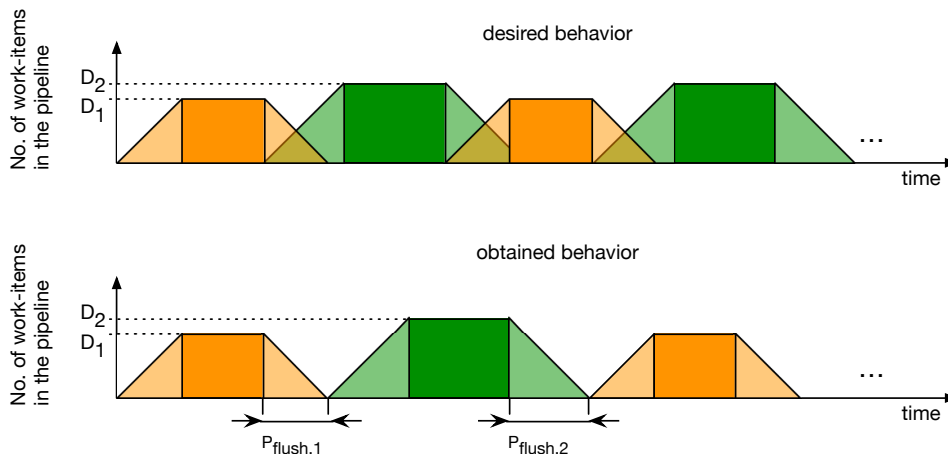 desired behavior
No. of work-items
in the pipeline
D2
D1
...
time
obtained behavior
No. of work-items
in the pipeline
D2
D1
...
time
Pflush,1
Pflush,2